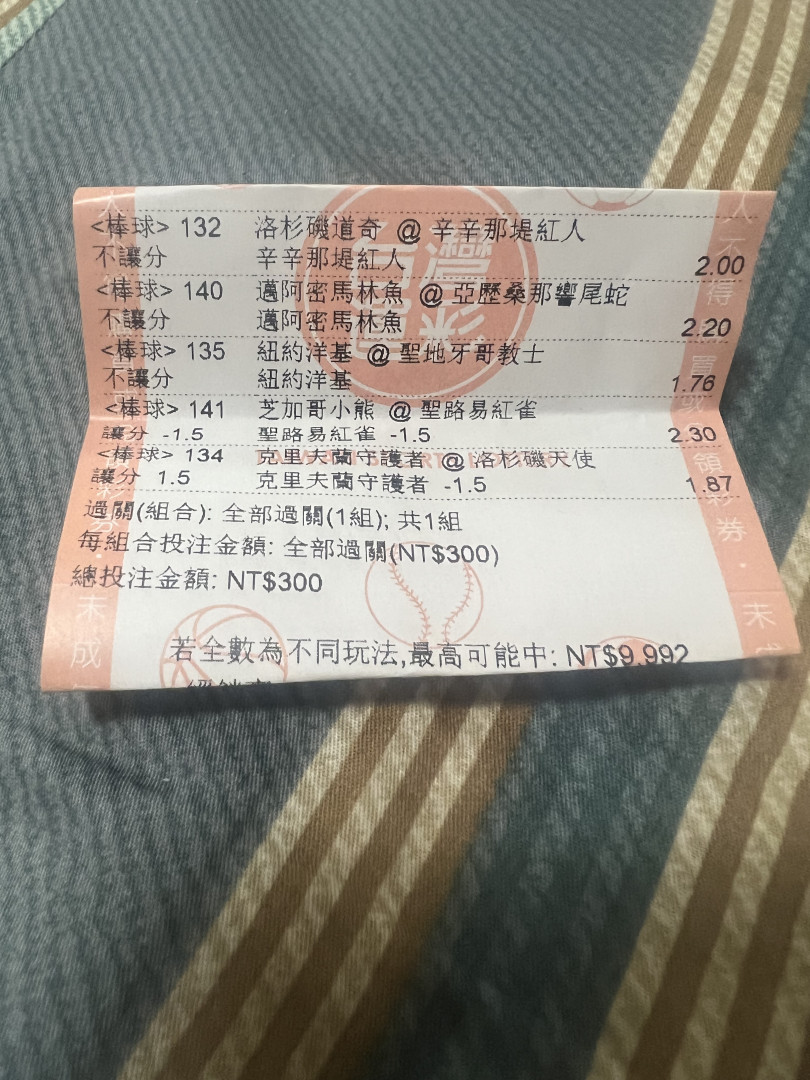 <棒球> 132 洛杉磯道奇 @ 辛辛那堤紅人
不讓分 辛辛那堤紅人 2.00
<棒球> 140 邁阿密馬林魚 @ 亞歷桑那響尾蛇
不讓分 邁阿密馬林魚 2.20
<棒球> 135 紐約洋基 @ 聖地牙哥教士
不讓分 紐約洋基 1.76
<棒球> 141 芝加哥小熊 @ 聖路易紅雀
讓分 -1.5 聖路易紅雀 -1.5 2.30
<棒球> 134 克里夫蘭守護者 @ 洛杉磯天使
讓分 1.5 克里夫蘭守護者 -1.5 1.87
過關(組合): 全部過關(1組); 共1組
每組合投注金額: 全部過關(NT$300)
總投注金額: NT$300
若全數為不同玩法,最高可能中: NT$9,992